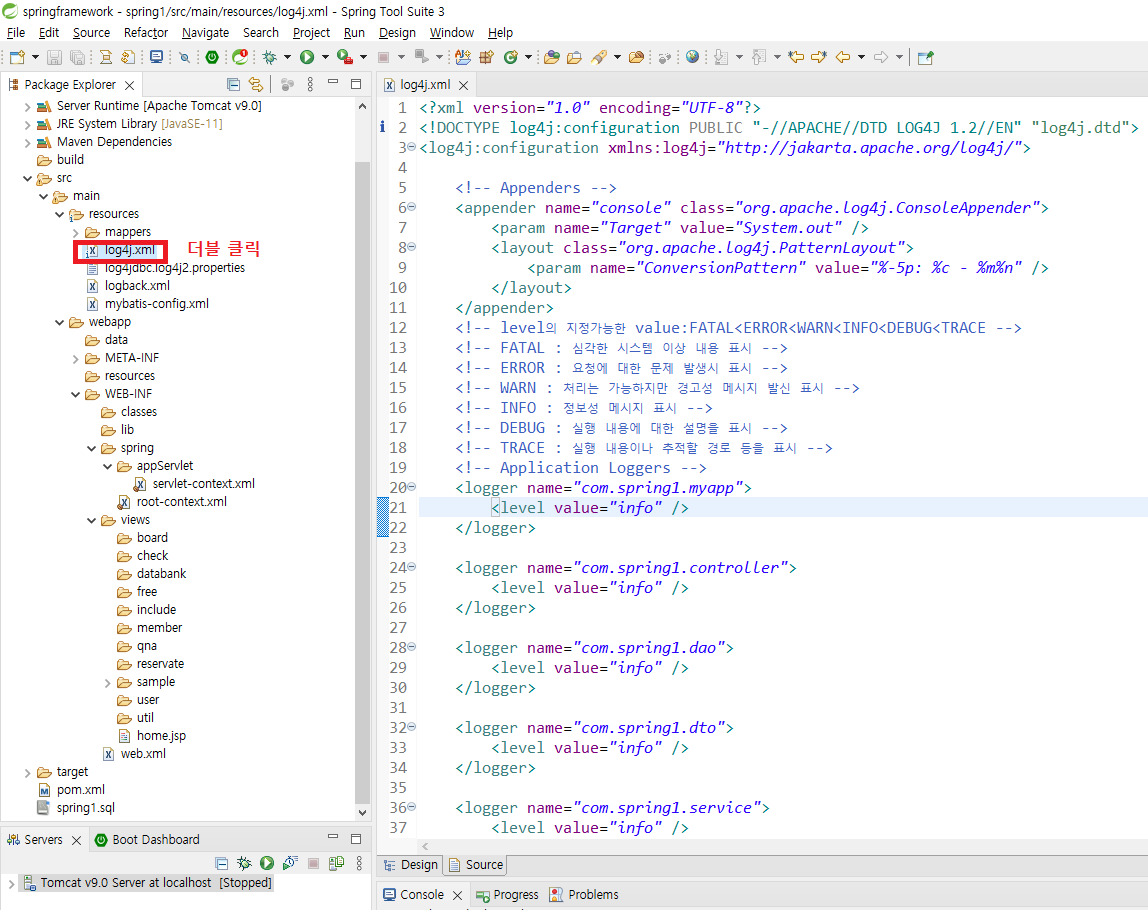 springframework - spring1/src/main/resources/log4j.xml - Spring Tool Suite 3
File Edit Source Refactor Navigate Search Project Run Design Window Help
Package Explorer
Server Runtime [Apache Tomcat v9.0]
JRE System Library [JavaSE-11]
Maven Dependencies
build
src
main
resources
mappers
log4j.xml 더블 클릭
log4jdbc.log4j2.properties
logback.xml
mybatis-config.xml
webapp
data
META-INF
resources
WEB-INF
classes
lib
spring
appServlet
servlet-context.xml
root-context.xml
views
board
check
databank
free
include
member
qna
reservate
sample
user
util
home.jsp
web.xml
target
pom.xml
spring1.sql
Servers Boot Dashboard
Tomcat v9.0 Server at localhost [Stopped]
log4j.xml
1 <?xml version="1.0" encoding="UTF-8"?>
2 <!DOCTYPE log4j:configuration PUBLIC "-//APACHE//DTD LOG4J 1.2//EN" "log4j.dtd">
3 <log4j:configuration xmlns:log4j="http://jakarta.apache.org/log4j/">
4
5 <!-- Appenders -->
6 <appender name="console" class="org.apache.log4j.ConsoleAppender">
7 <param name="Target" value="System.out" />
8 <layout class="org.apache.log4j.PatternLayout">
9 <param name="ConversionPattern" value="%-5p: %c - %m%n" />
10 </layout>
11 </appender>
12 <!-- level의 지정가능한 value:FATAL<ERROR<WARN<INFO<DEBUG<TRACE -->
13 <!-- FATAL : 심각한 시스템 이상 내용 표시 -->
14 <!-- ERROR : 요청에 대한 문제 발생시 표시 -->
15 <!-- WARN : 처리는 가능하지만 경고성 메시지 발신 표시 -->
16 <!-- INFO : 정보성 메시지 표시 -->
17 <!-- DEBUG : 실행 내용에 대한 설명을 표시 -->
18 <!-- TRACE : 실행 내용이나 추적할 경로 등을 표시 -->
19 <!-- Application Loggers -->
20 <logger name="com.spring1.myapp">
21 <level value="info" />
22 </logger>
23
24 <logger name="com.spring1.controller">
25 <level value="info" />
26 </logger>
27
28 <logger name="com.spring1.dao">
29 <level value="info" />
30 </logger>
31
32 <logger name="com.spring1.dto">
33 <level value="info" />
34 </logger>
35
36 <logger name="com.spring1.service">
37 <level value="info" />
Design Source
Console Progress Problems